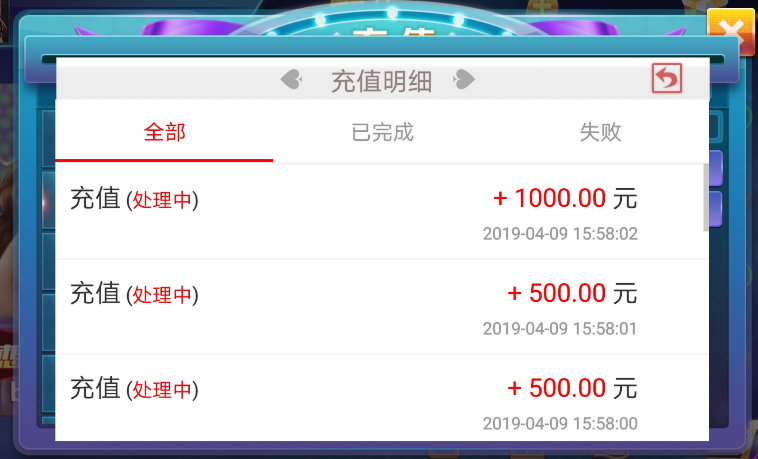 充值
充值明细
全部 已完成 失败
充值 (处理中) + 1000.00 元
2019-04-09 15:58:02
充值 (处理中) + 500.00 元
2019-04-09 15:58:01
充值 (处理中) + 500.00 元
2019-04-09 15:58:00